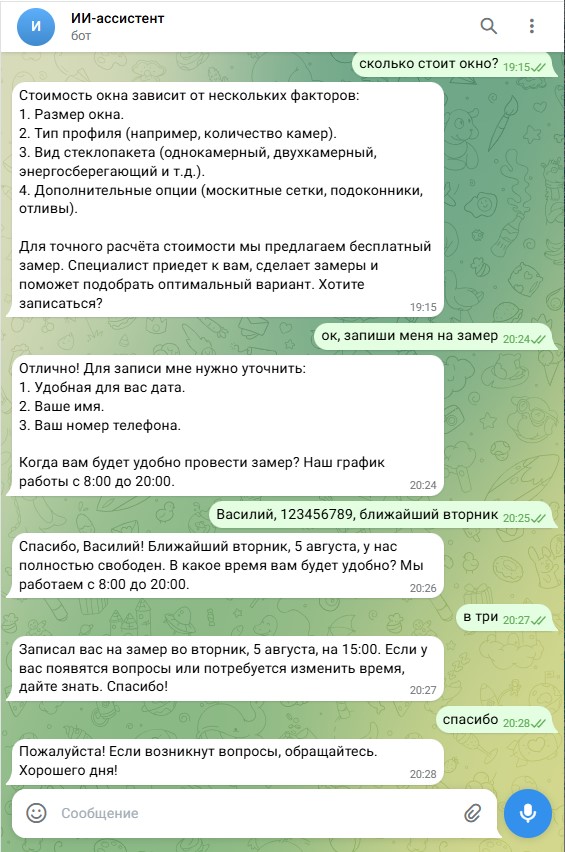 И
ИИ-ассистент
бот
сколько стоит окно? 19:15
Стоимость окна зависит от нескольких факторов:
1. Размер окна.
2. Тип профиля (например, количество камер).
3. Вид стеклопакета (однокамерный, двухкамерный,
энергосберегающий и т.д.).
4. Дополнительные опции (москитные сетки, подоконники,
отливы).
Для точного расчёта стоимости мы предлагаем бесплатный
замер. Специалист приедет к вам, сделает замеры и
поможет подобрать оптимальный вариант. Хотите
записаться? 19:15
ок, запиши меня на замер 20:24
Отлично! Для записи мне нужно уточнить:
1. Удобная для вас дата.
2. Ваше имя.
3. Ваш номер телефона.
Когда вам будет удобно провести замер? Наш график
работы с 8:00 до 20:00. 20:24
Василий, 123456789, ближайший вторник 20:25
Спасибо, Василий! Ближайший вторник, 5 августа, у нас
полностью свободен. В какое время вам будет удобно? Мы
работаем с 8:00 до 20:00. 20:26
в три 20:27
Записал вас на замер во вторник, 5 августа, на 15:00. Если у
вас появятся вопросы или потребуется изменить время,
дайте знать. Спасибо! 20:27
спасибо 20:28
Пожалуйста! Если возникнут вопросы, обращайтесь.
Хорошего дня! 20:28
Сообщение